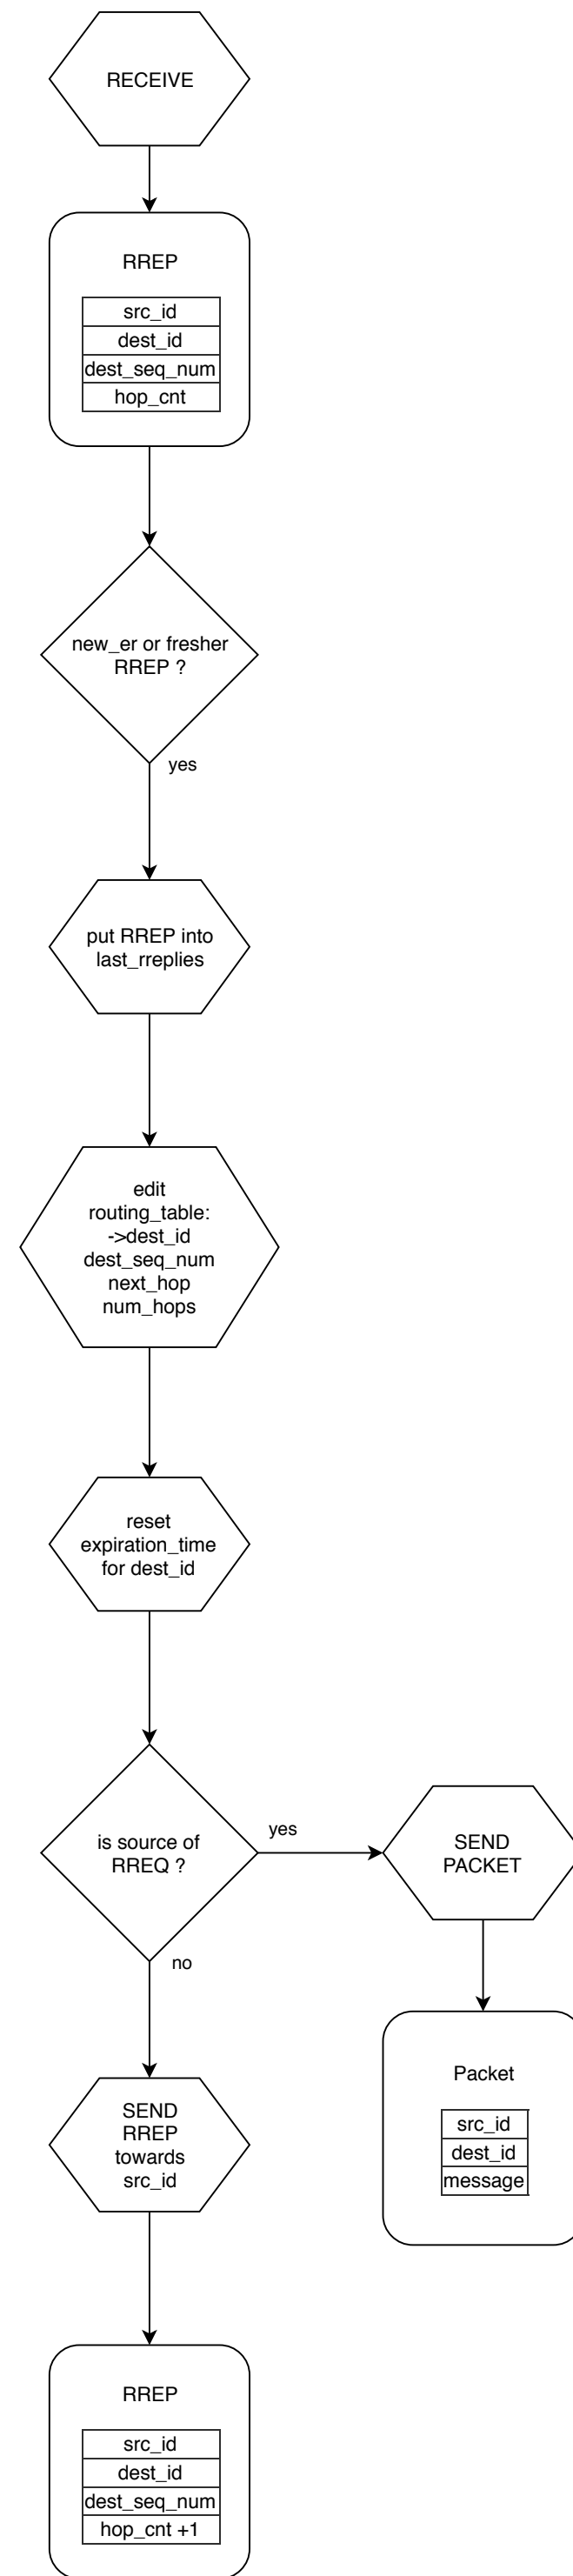 RECEIVE
RREP
src_id
dest_id
dest_seq_num
hop_cnt
new_er or fresher
RREP ?
yes
put RREP into
last_rreplies
edit
routing_table:
->dest_id
dest_seq_num
next_hop
num_hops
reset
expiration_time
for dest_id
is source of
RREQ ?
yes
SEND
PACKET
no
Packet
src_id
dest_id
message
SEND
RREP
towards
src_id
RREP
src_id
dest_id
dest_seq_num
hop_cnt +1